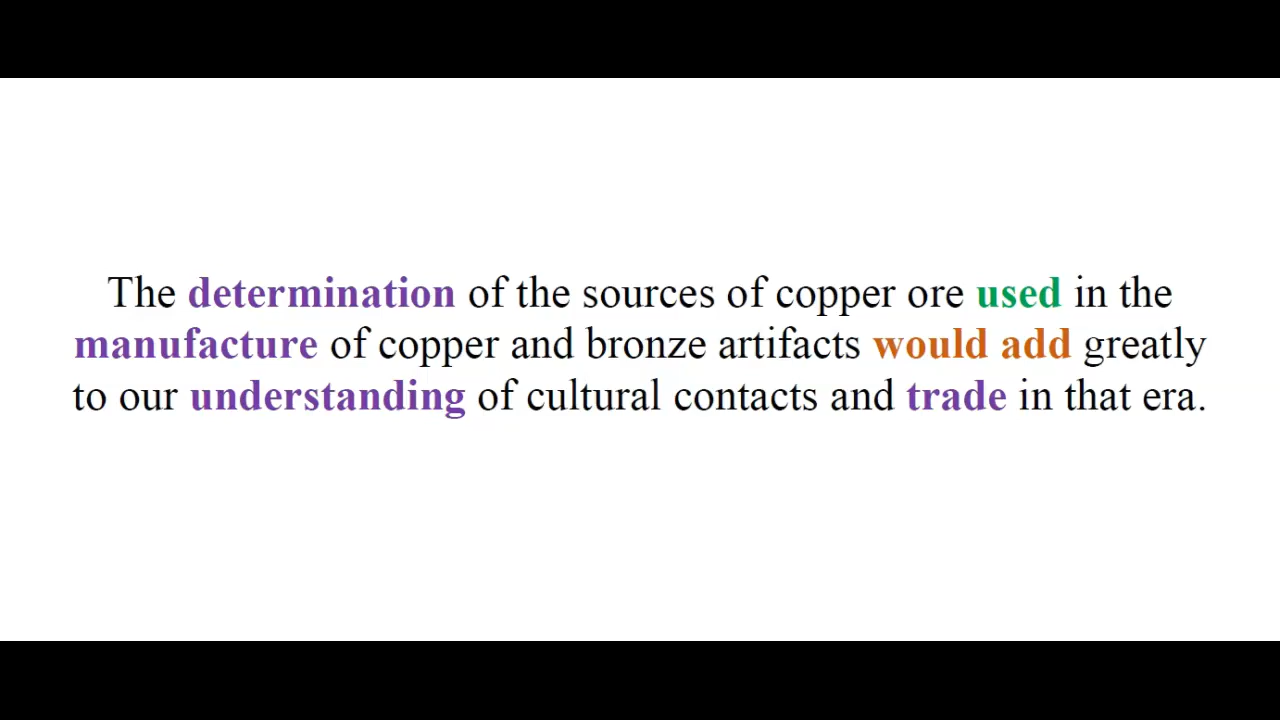 The determination of the sources of copper ore used in the
manufacture of copper and bronze artifacts would add greatly
to our understanding of cultural contacts and trade in that era.